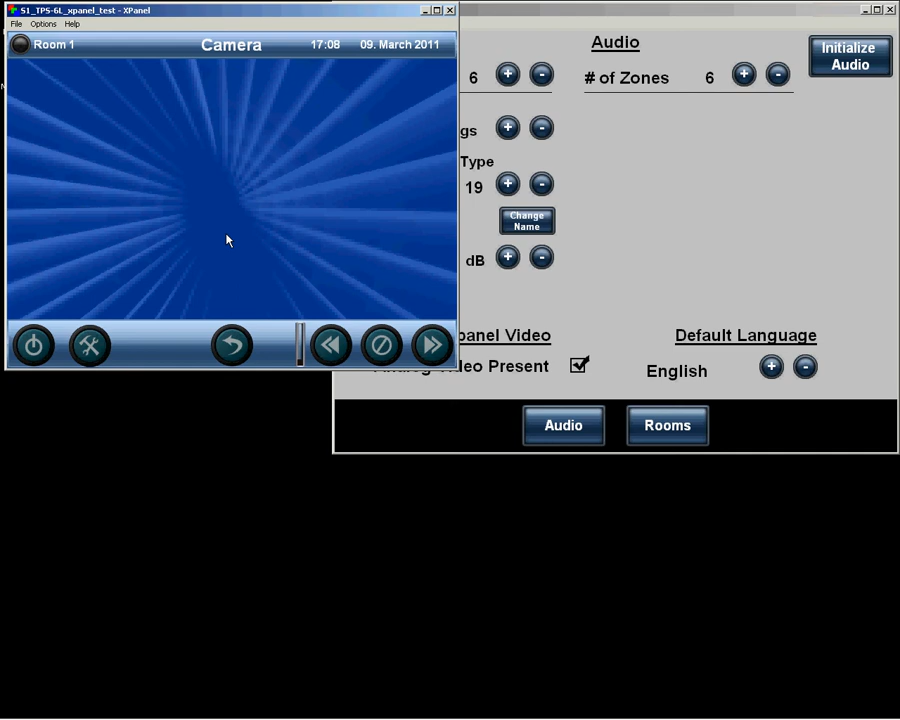 S1_TPS-6L_xpanel_test - XPanel
File Options Help
Room 1 Camera 17:08 09. March 2011
Audio
Initialize
Audio
6 + - # of Zones 6 + -
gs + -
Type
19 + -
Change
Name
dB + -
panel Video Default Language
Video Present English + -
Audio Rooms